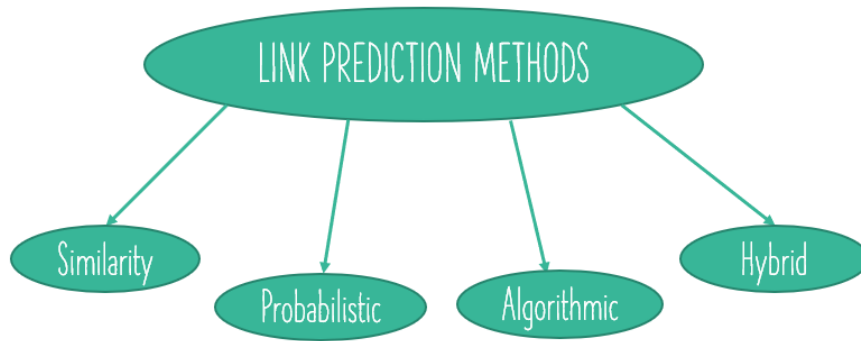 LINK PREDICTION METHODS
Similarity
Probabilistic
Algorithmic
Hybrid